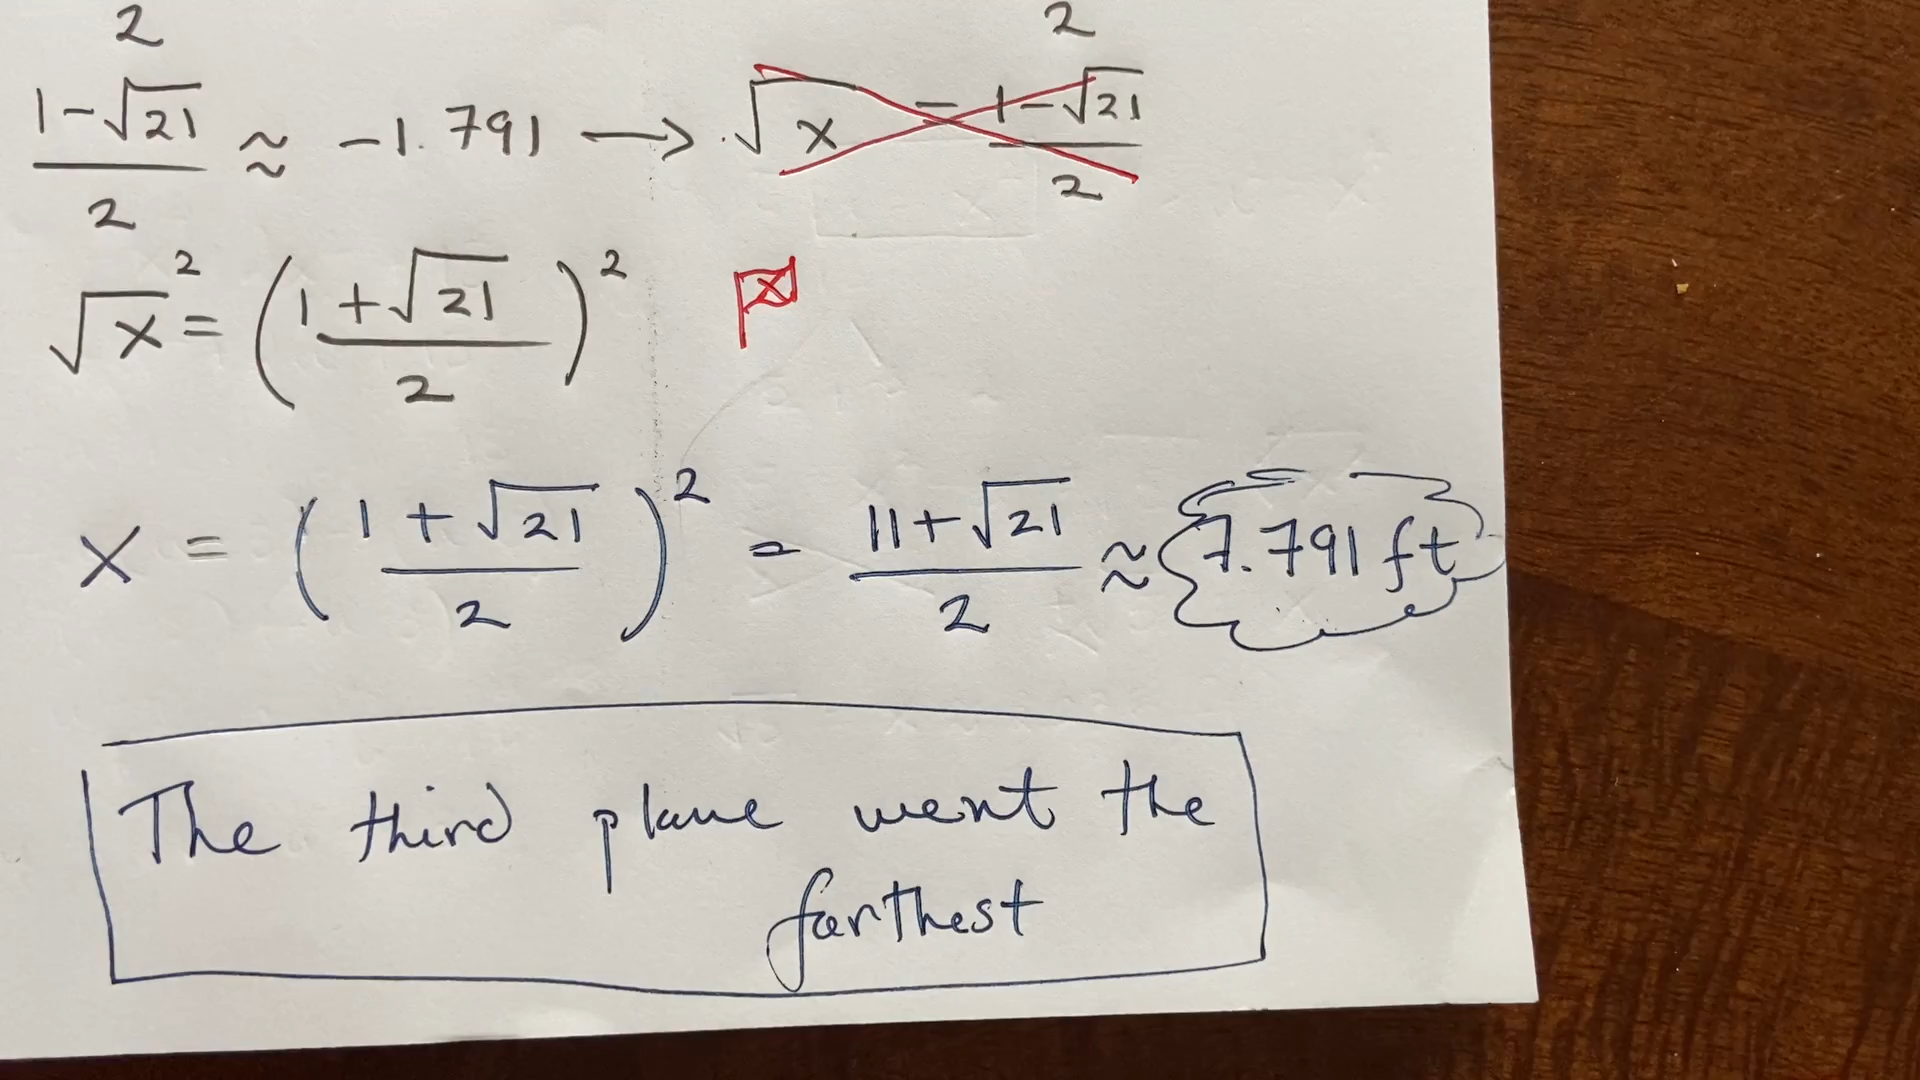 2 2
1-√21/2 ≈ -1.791 → √x = 1-√21/2
√x² = (1+√21/2)² x
x = (1+√21/2)² = 11+√21/2 ≈ 7.791 ft
The third plane went the
farthest